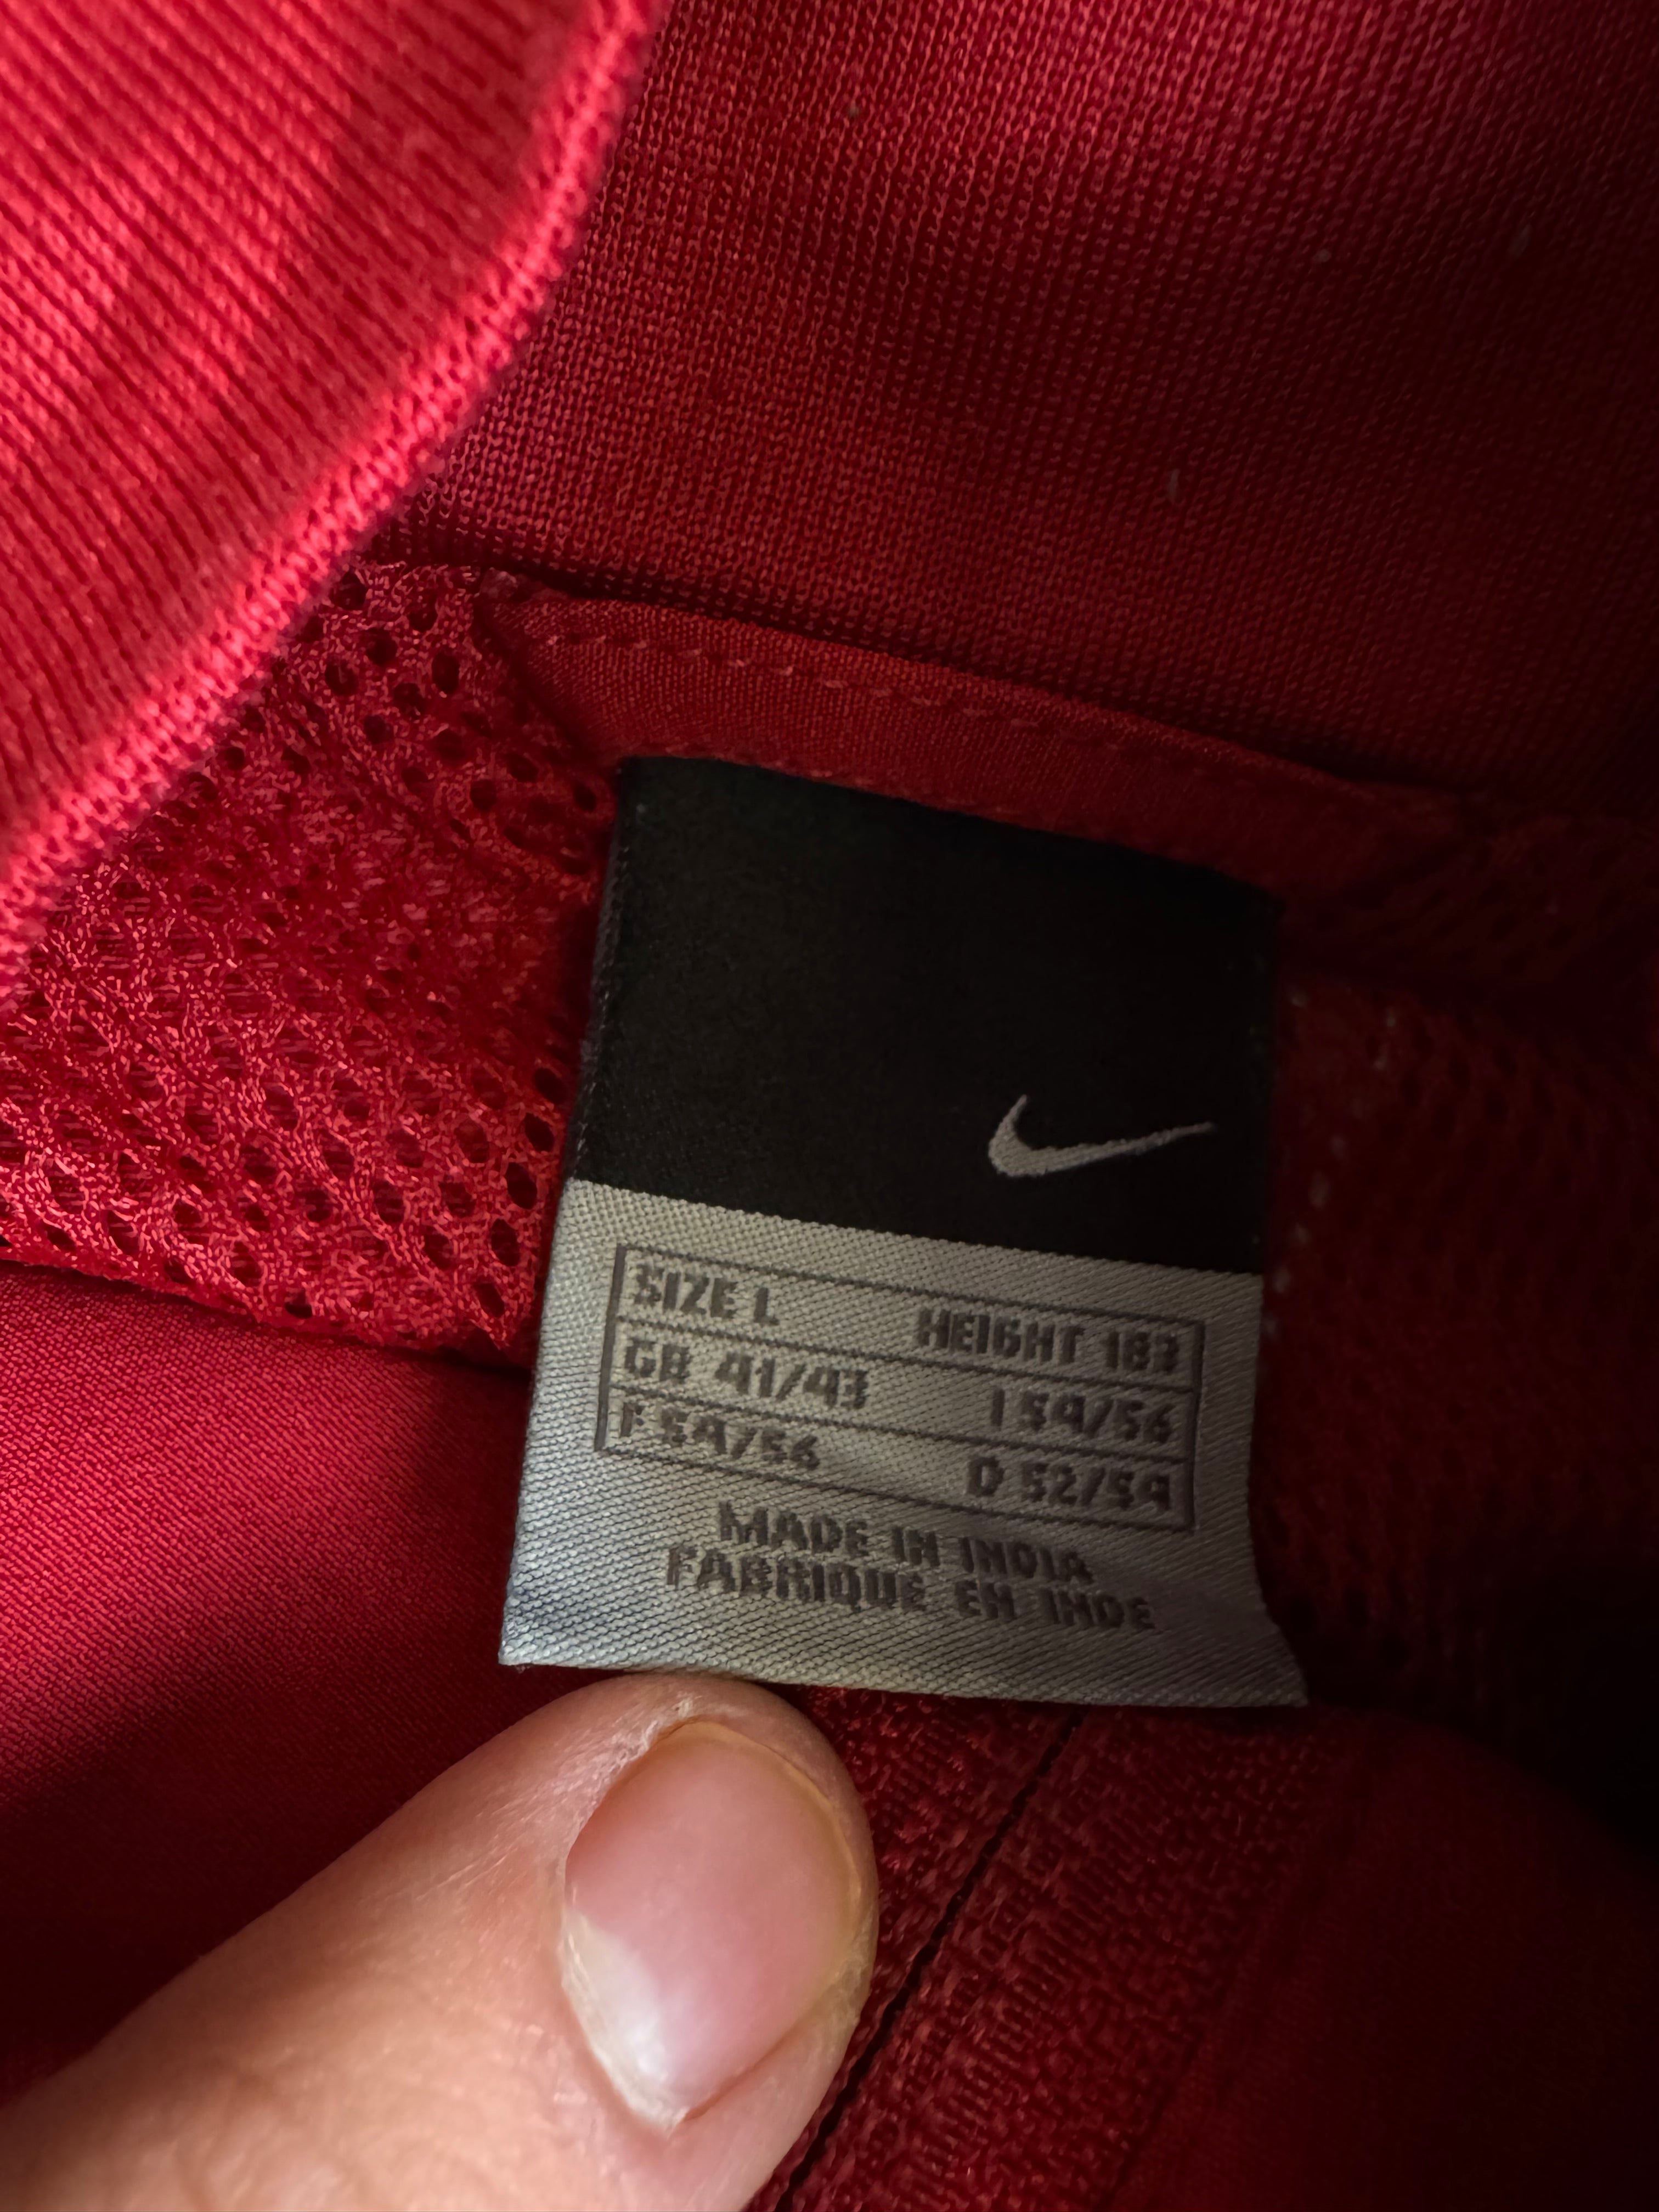 SIZE L HEIGHT 183
GB 41/43 I 54/56
F 54/56 D 52/54
MADE IN INDIA
FABRIQUE EN INDE